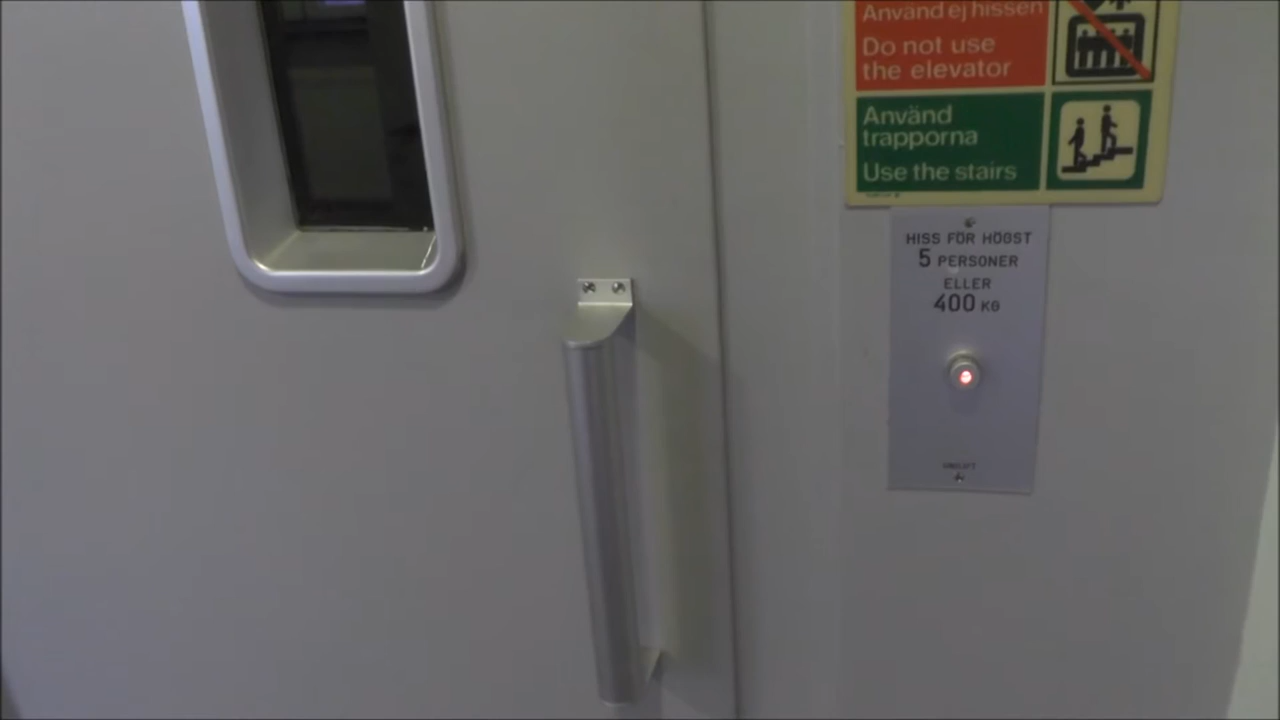 Använd ej hissen
Do not use
the elevator
Använd
trapporna
Use the stairs
HISS FÖR HÖGST
5 PERSONER
ELLER
400 KG